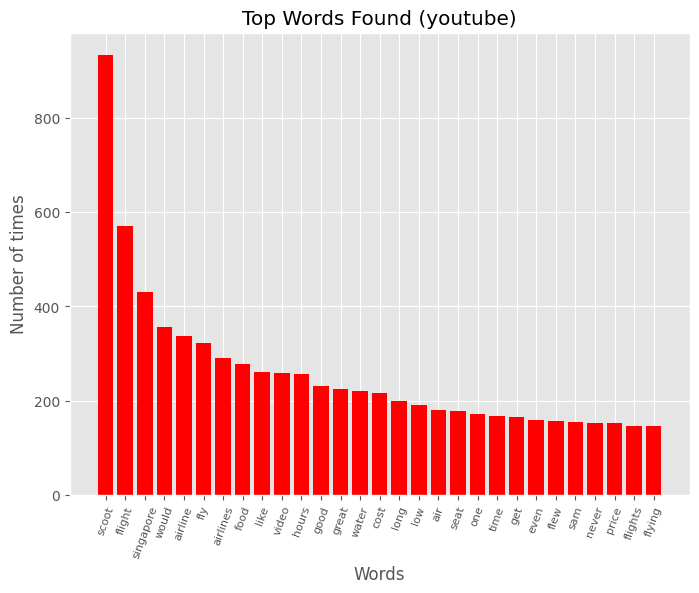 Top Words Found (youtube)
Number of times
800
600
400
200
0
scoot
flight
singapore
would
airline
fly
airlines
food
like
video
hours
good
great
water
cost
long
low
air
seat
one
time
get
even
flew
sam
never
price
flights
flying
Words